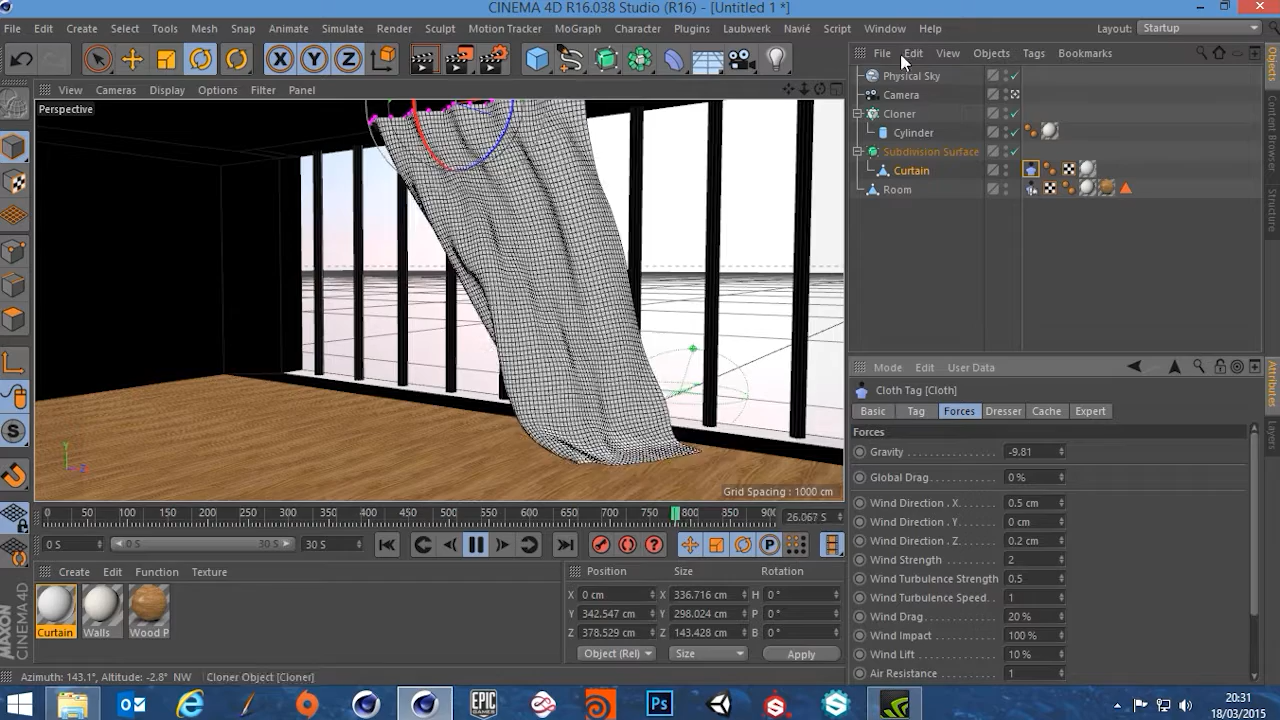 CINEMA 4D R16.038 Studio (R16) - [Untitled 1 *]
File Edit Create Select Tools Mesh Snap Animate Simulate Render Sculpt Motion Tracker MoGraph Character Plugins Laubwerk Navié Script Window Help Layout: Startup
X Y Z
File Edit View Objects Tags Bookmarks
View Cameras Display Options Filter Panel
Perspective
Physical Sky
Camera
Cloner
Cylinder
Subdivision Surface
Curtain
Room
Objects
Content Browser
Structure
Y
Z
Grid Spacing : 1000 cm
Mode Edit User Data
Cloth Tag [Cloth]
Basic Tag Forces Dresser Cache Expert
Forces
Gravity -9.81
Global Drag 0 %
Wind Direction . X 0.5 cm
Wind Direction . Y 0 cm
Wind Direction . Z 0.2 cm
Wind Strength 2
Wind Turbulence Strength 0.5
Wind Turbulence Speed 1
Wind Drag 20 %
Wind Impact 100 %
Wind Lift 10 %
Air Resistance 1
Attributes
Layers
0 50 100 150 200 250 300 350 400 450 500 550 600 650 700 750 800 850 90 26.067 S
0 S 0 S 30 S 30 S
P
Create Edit Function Texture
Curtain Walls Wood P
Position Size Rotation
X 0 cm X 336.716 cm H 0 °
Y 342.547 cm Y 298.024 cm P 0 °
Z 378.529 cm Z 143.428 cm B 0 °
Object (Rel) Size Apply
MAXON
CINEMA 4D
Azimuth: 143.1°, Altitude: -2.8° NW Cloner Object [Cloner]
EPIC
GAMES
Ps
20:31
18/03/2015